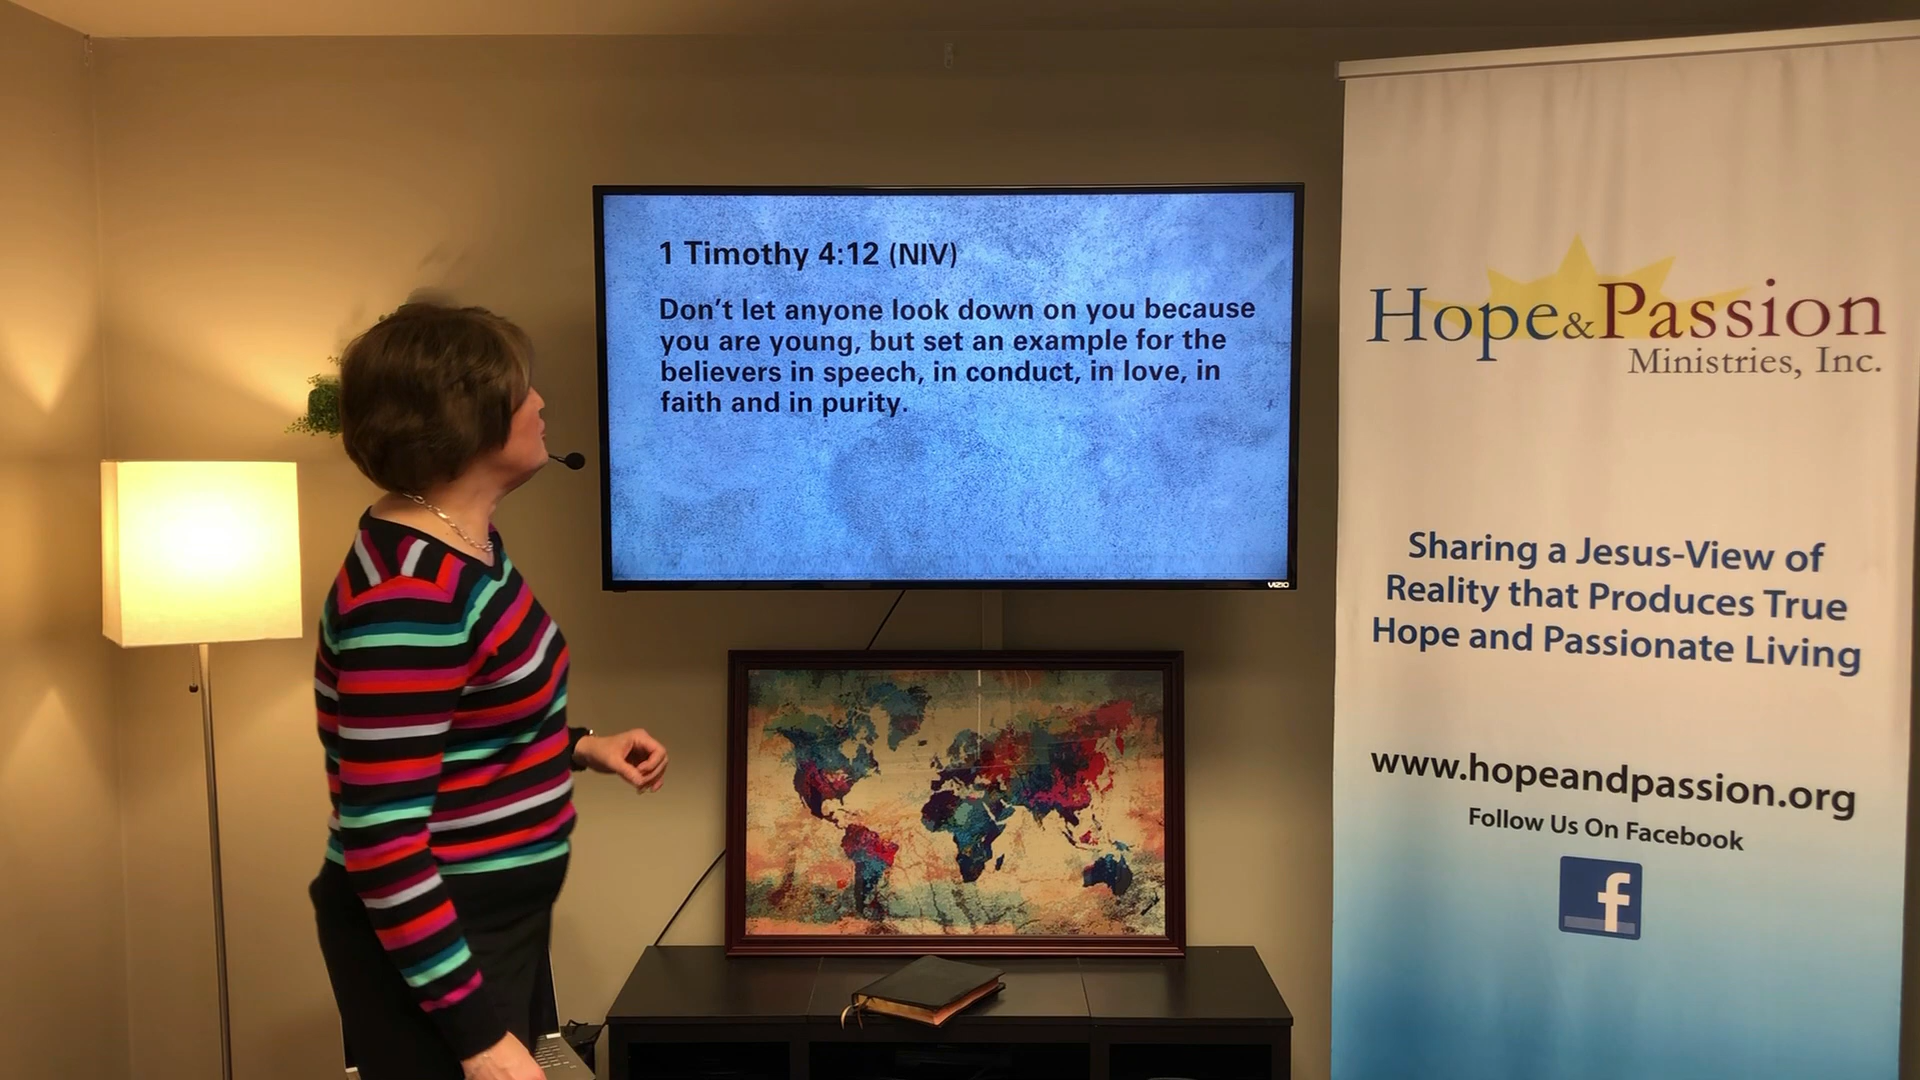 1 Timothy 4:12 (NIV)
Don't let anyone look down on you because
you are young, but set an example for the
believers in speech, in conduct, in love, in
faith and in purity.
VIZIO
Hope&Passion
Ministries, Inc.
Sharing a Jesus-View of
Reality that Produces True
Hope and Passionate Living
www.hopeandpassion.org
Follow Us On Facebook
f